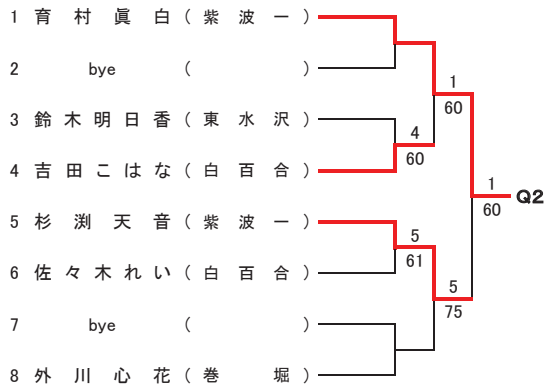 1 育村眞白(紫波一)
2 bye ( )
3 鈴木明日香(東水沢)
4 吉田こはな(白百合)
5 杉渕天音(紫波一)
6 佐々木れい(白百合)
7 bye ( )
8 外川心花(巻堀)
4
60
5
61
1
60
5
75
1
60
Q2